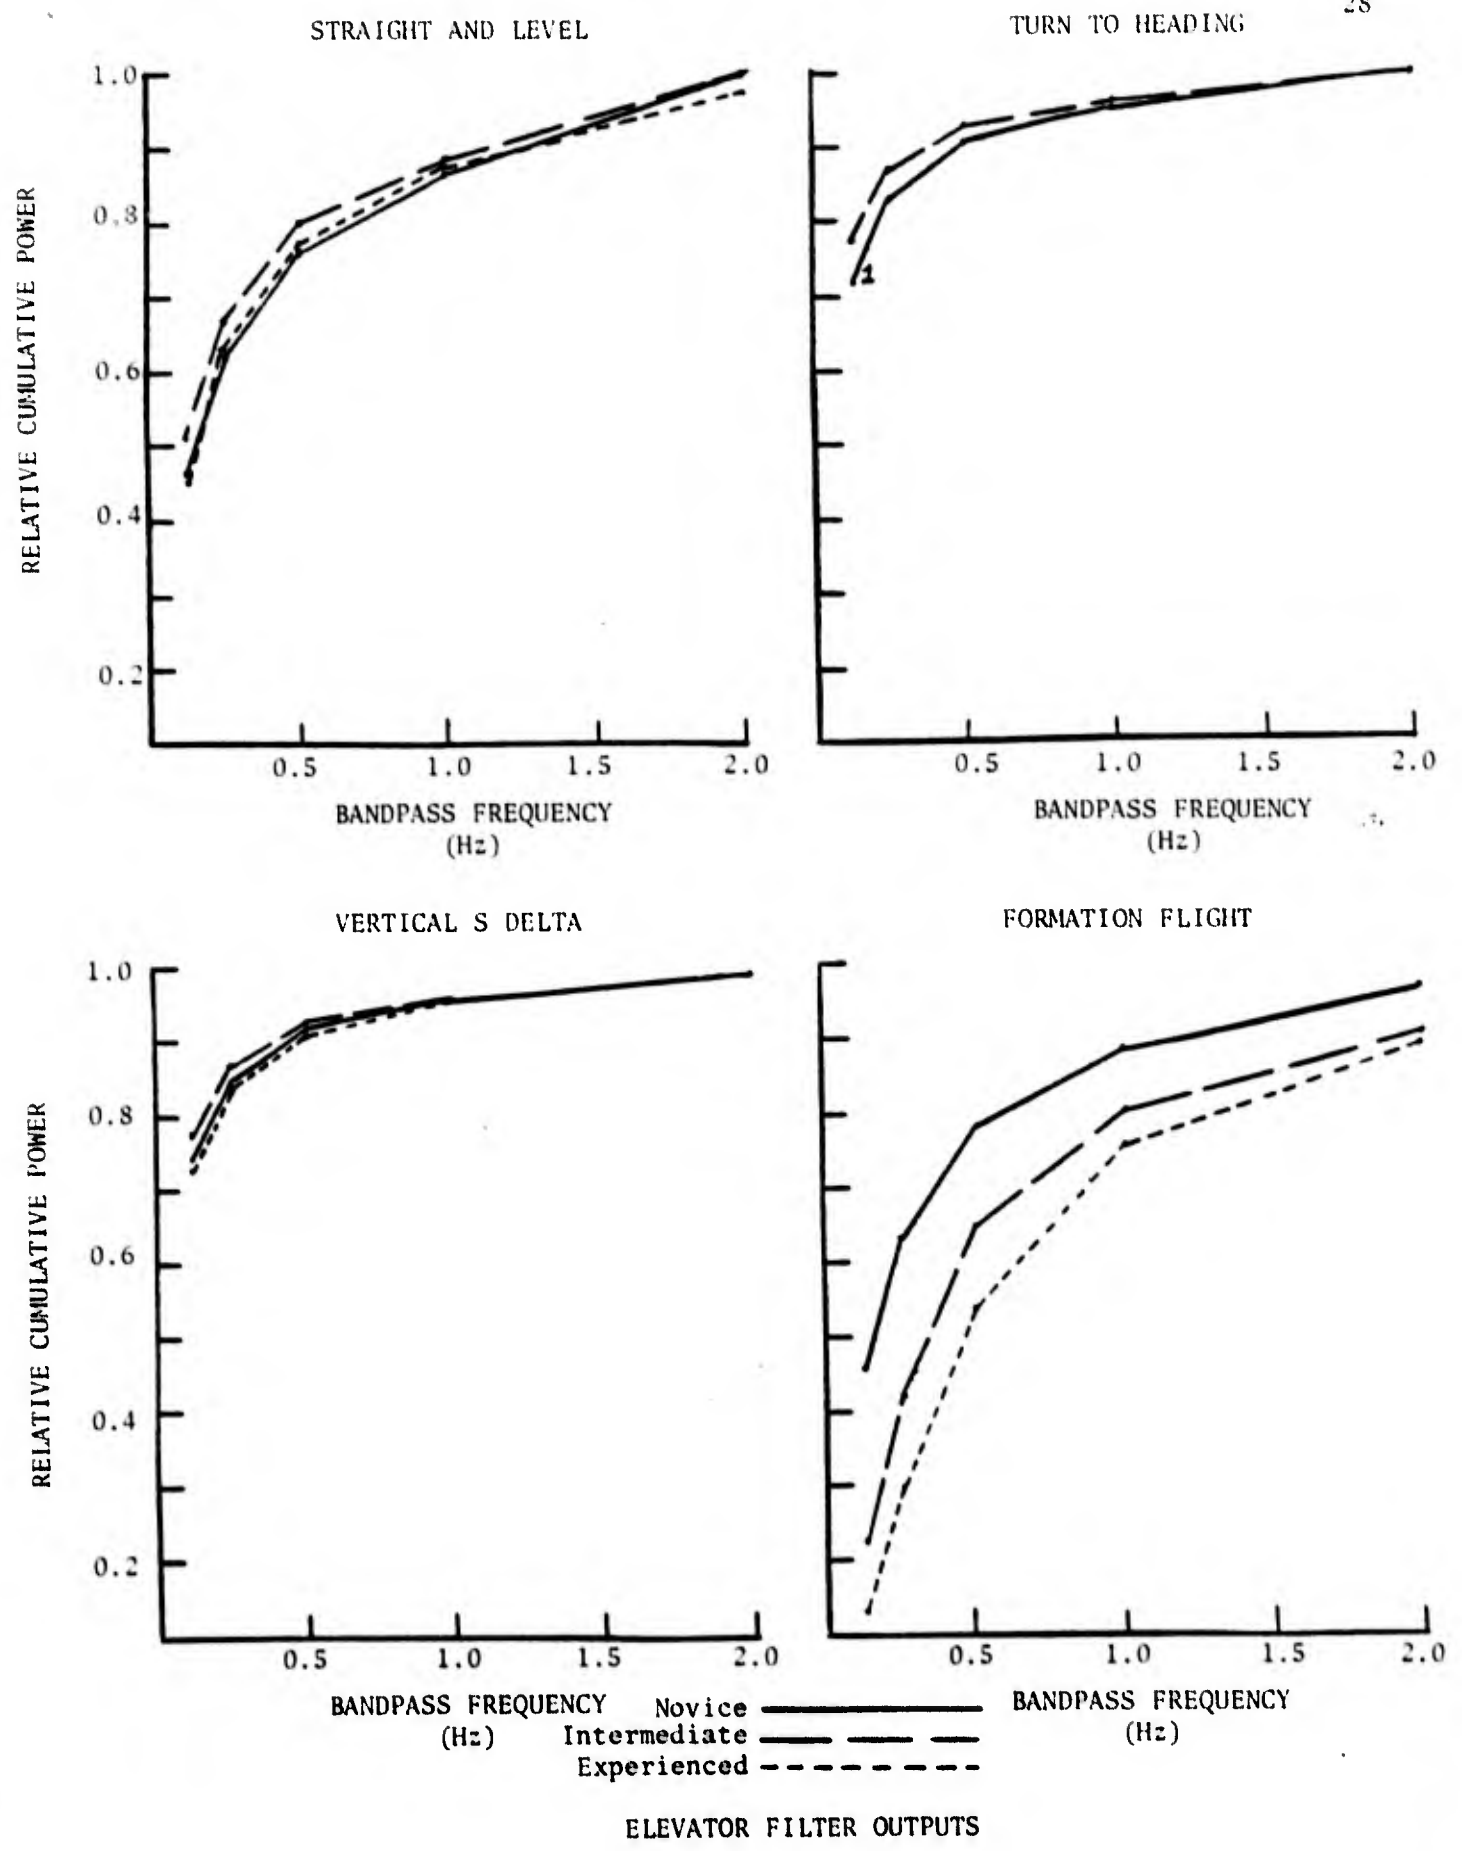 28
STRAIGHT AND LEVEL
TURN TO HEADING
RELATIVE CUMULATIVE POWER
1.0
0.8
0.6
0.4
0.2
0.5 1.0 1.5 2.0
BANDPASS FREQUENCY
(Hz)
1
0.5 1.0 1.5 2.0
BANDPASS FREQUENCY
(Hz)
VERTICAL S DELTA
FORMATION FLIGHT
RELATIVE CUMULATIVE POWER
1.0
0.8
0.6
0.4
0.2
0.5 1.0 1.5 2.0
BANDPASS FREQUENCY
(Hz)
0.5 1.0 1.5 2.0
BANDPASS FREQUENCY
(Hz)
Novice
Intermediate
Experienced
ELEVATOR FILTER OUTPUTS